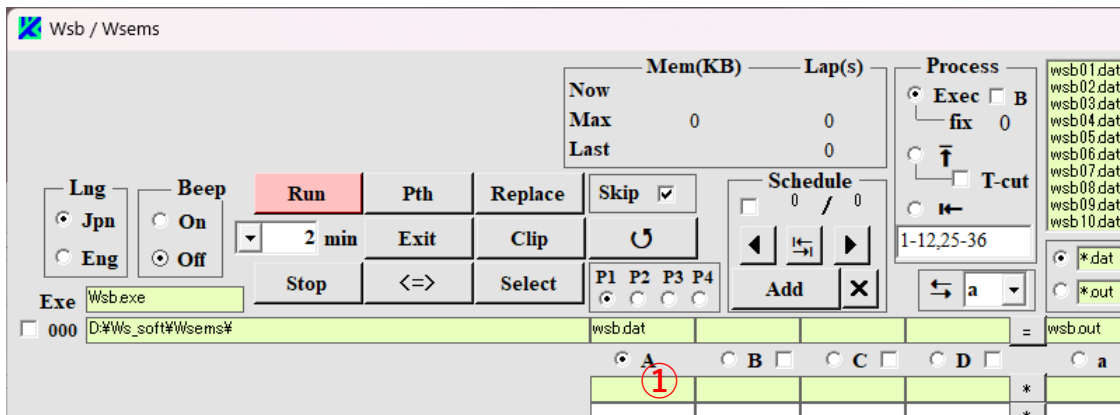 Wsb / Wsems
Mem(KB) Lap(s)
Now
Max 0 0
Last 0
Process
Exec B
fix 0
T-cut
1-12,25-36
a
wsb01.dat
wsb02.dat
wsb03.dat
wsb04.dat
wsb05.dat
wsb06.dat
wsb07.dat
wsb08.dat
wsb09.dat
wsb10.dat
*.dat
*.out
Lng
Jpn
Eng
Beep
On
Off
Run Pth Replace
2 min Exit Clip
Stop <=> Select
Skip
↺
P1 P2 P3 P4
Schedule
0 / 0
Add ×
Exe Wsb.exe
000 D:¥Ws_soft¥Wsems¥ wsb.dat = wsb.out
A B C D a
① *
*